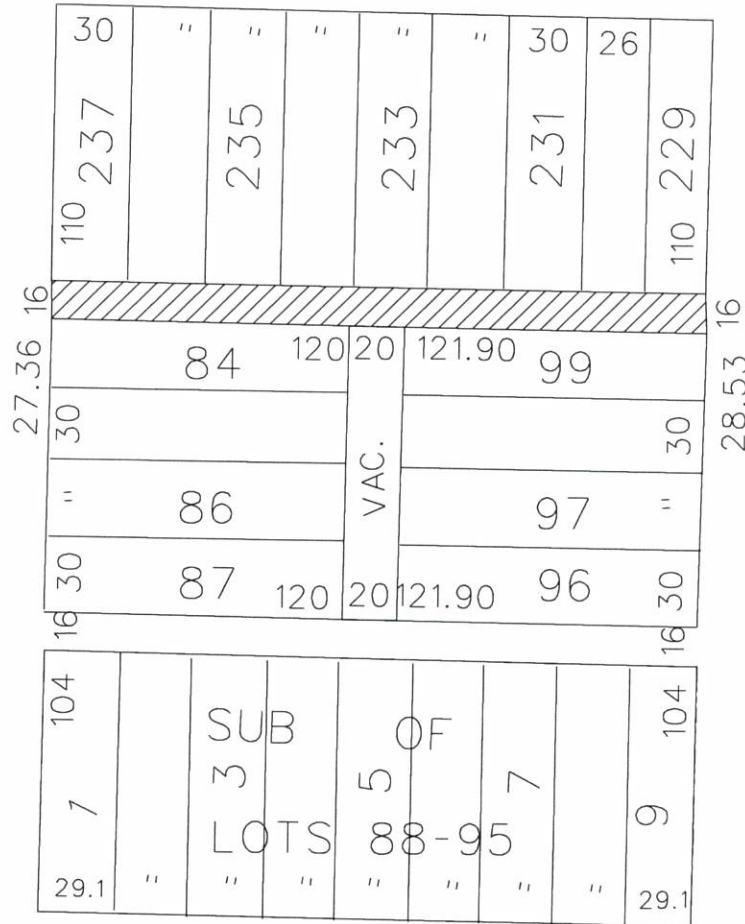 30 " " " " " 30 26
237 235 233 231 229
110 110
16 16
27.36 84 120 20 121.90 99 28.53
30 30
VAC.
" 86 97 "
30 87 120 20 121.90 96 30
16 16
104 SUB OF 104
1 3 5 7 9
LOTS 88-95
29.1 " " " " " " " 29.1